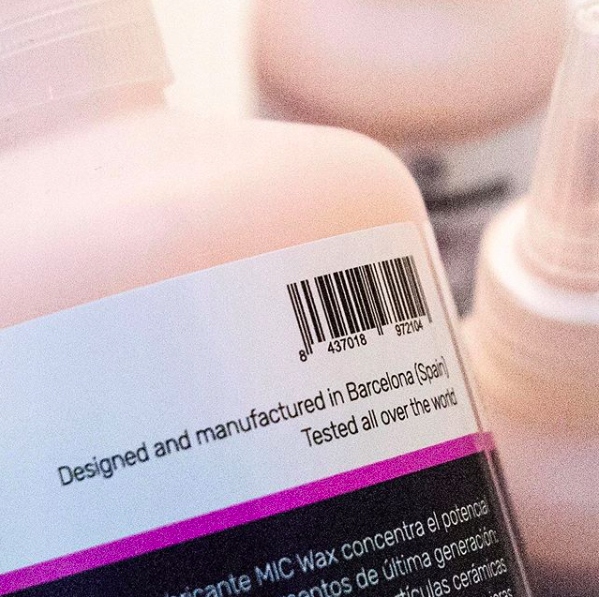 8 437018 972104
Designed and manufactured in Barcelona (Spain)
Tested all over the world
MIC Wax concentra el potencial
de última generación:
cerámicas